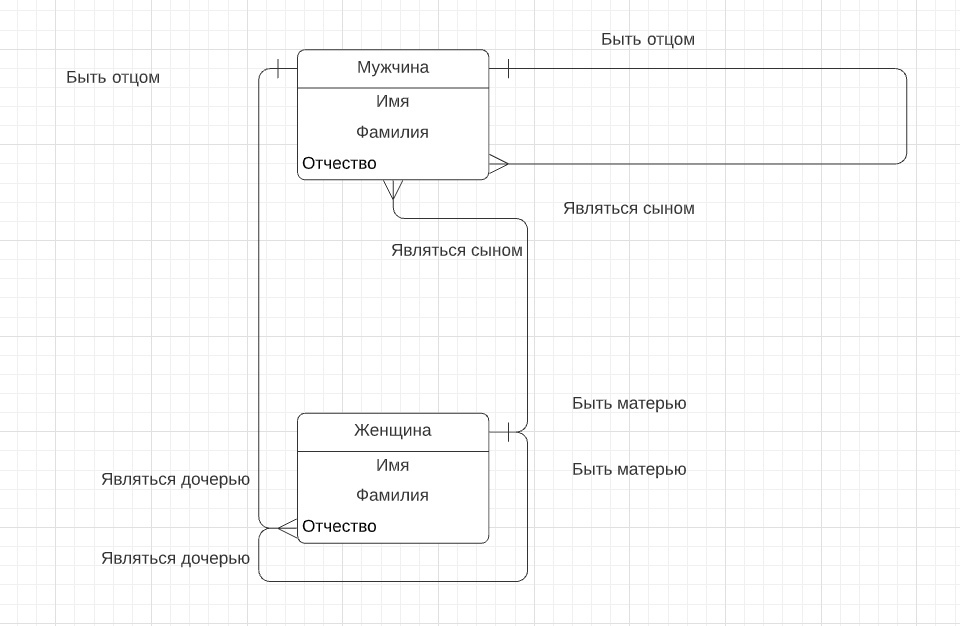 Быть отцом
Быть отцом
Мужчина
Имя
Фамилия
Отчество
Являться сыном
Являться сыном
Быть матерью
Женщина
Имя
Быть матерью
Являться дочерью
Фамилия
Отчество
Являться дочерью